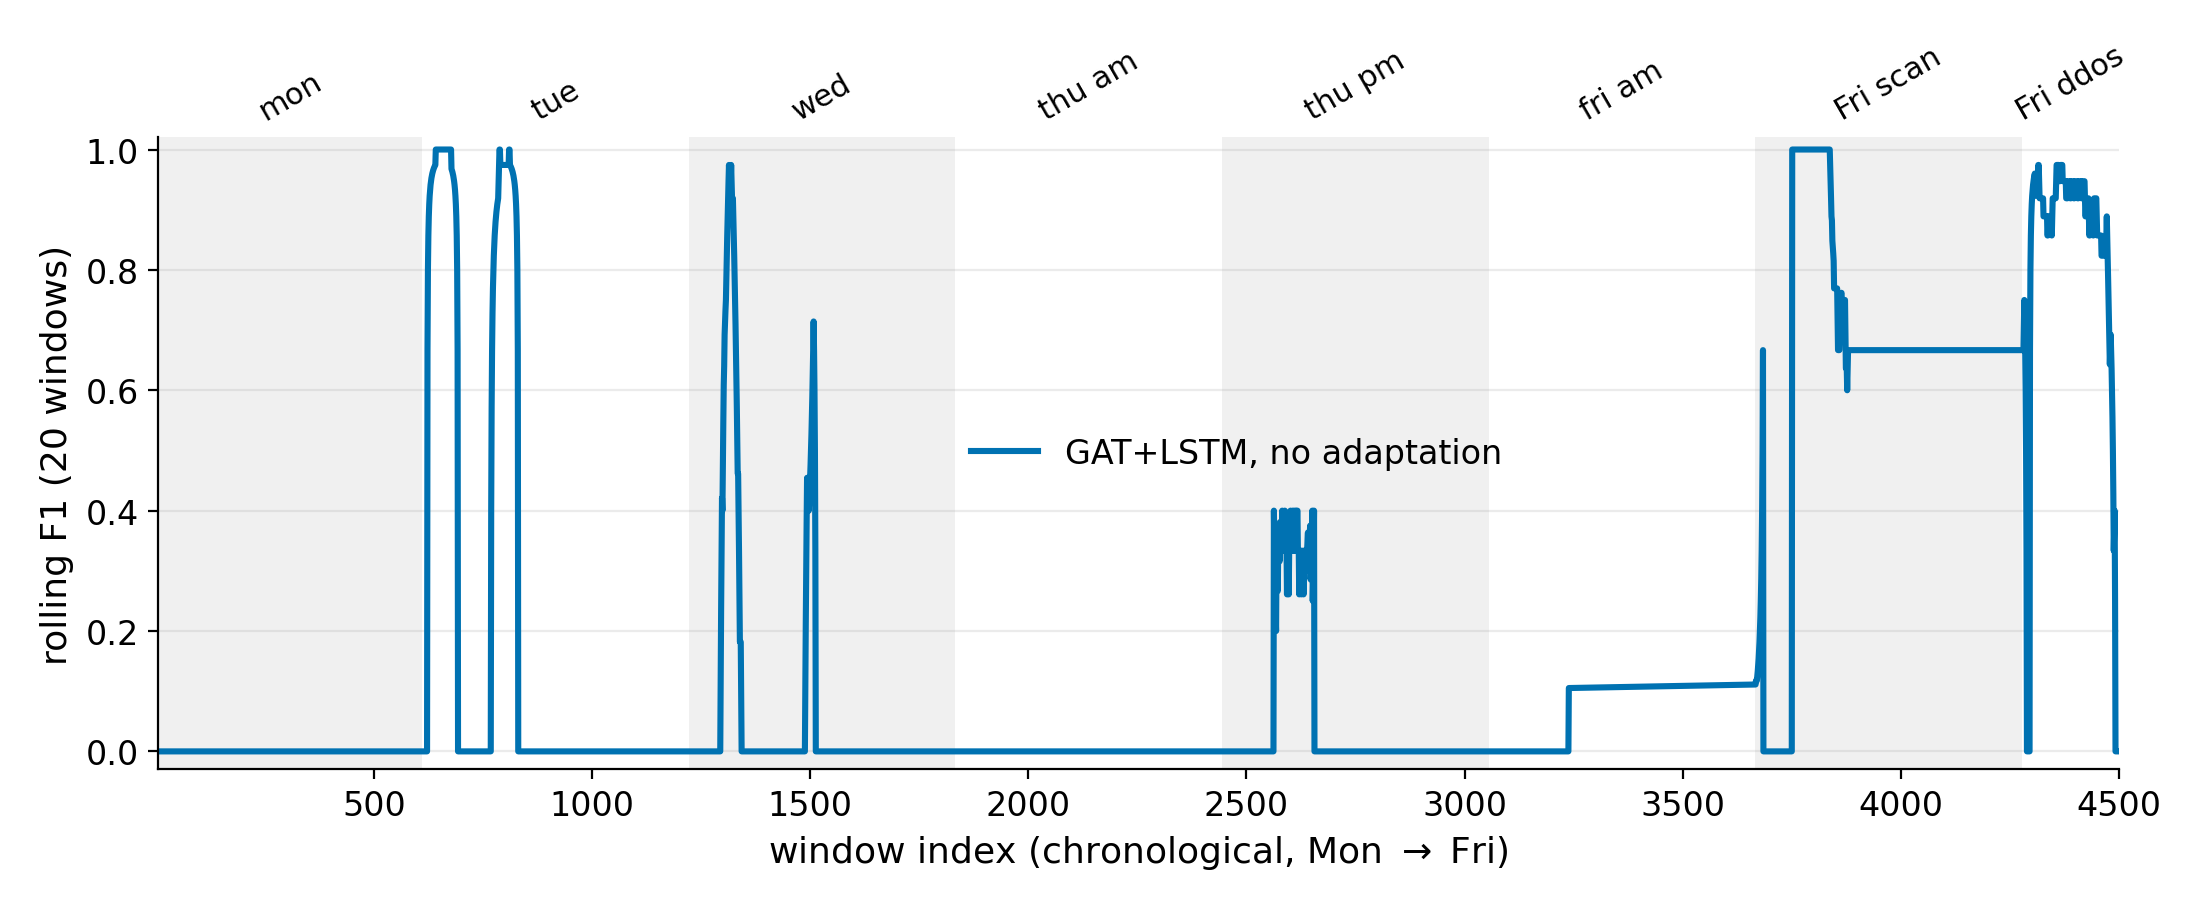 mon
tue
wed
thu am
thu pm
fri am
Fri scan
Fri ddos
1.0
0.8
0.6
0.4
0.2
0.0
rolling F1 (20 windows)
GAT+LSTM, no adaptation
500
1000
1500
2000
2500
3000
3500
4000
4500
window index (chronological, Mon → Fri)